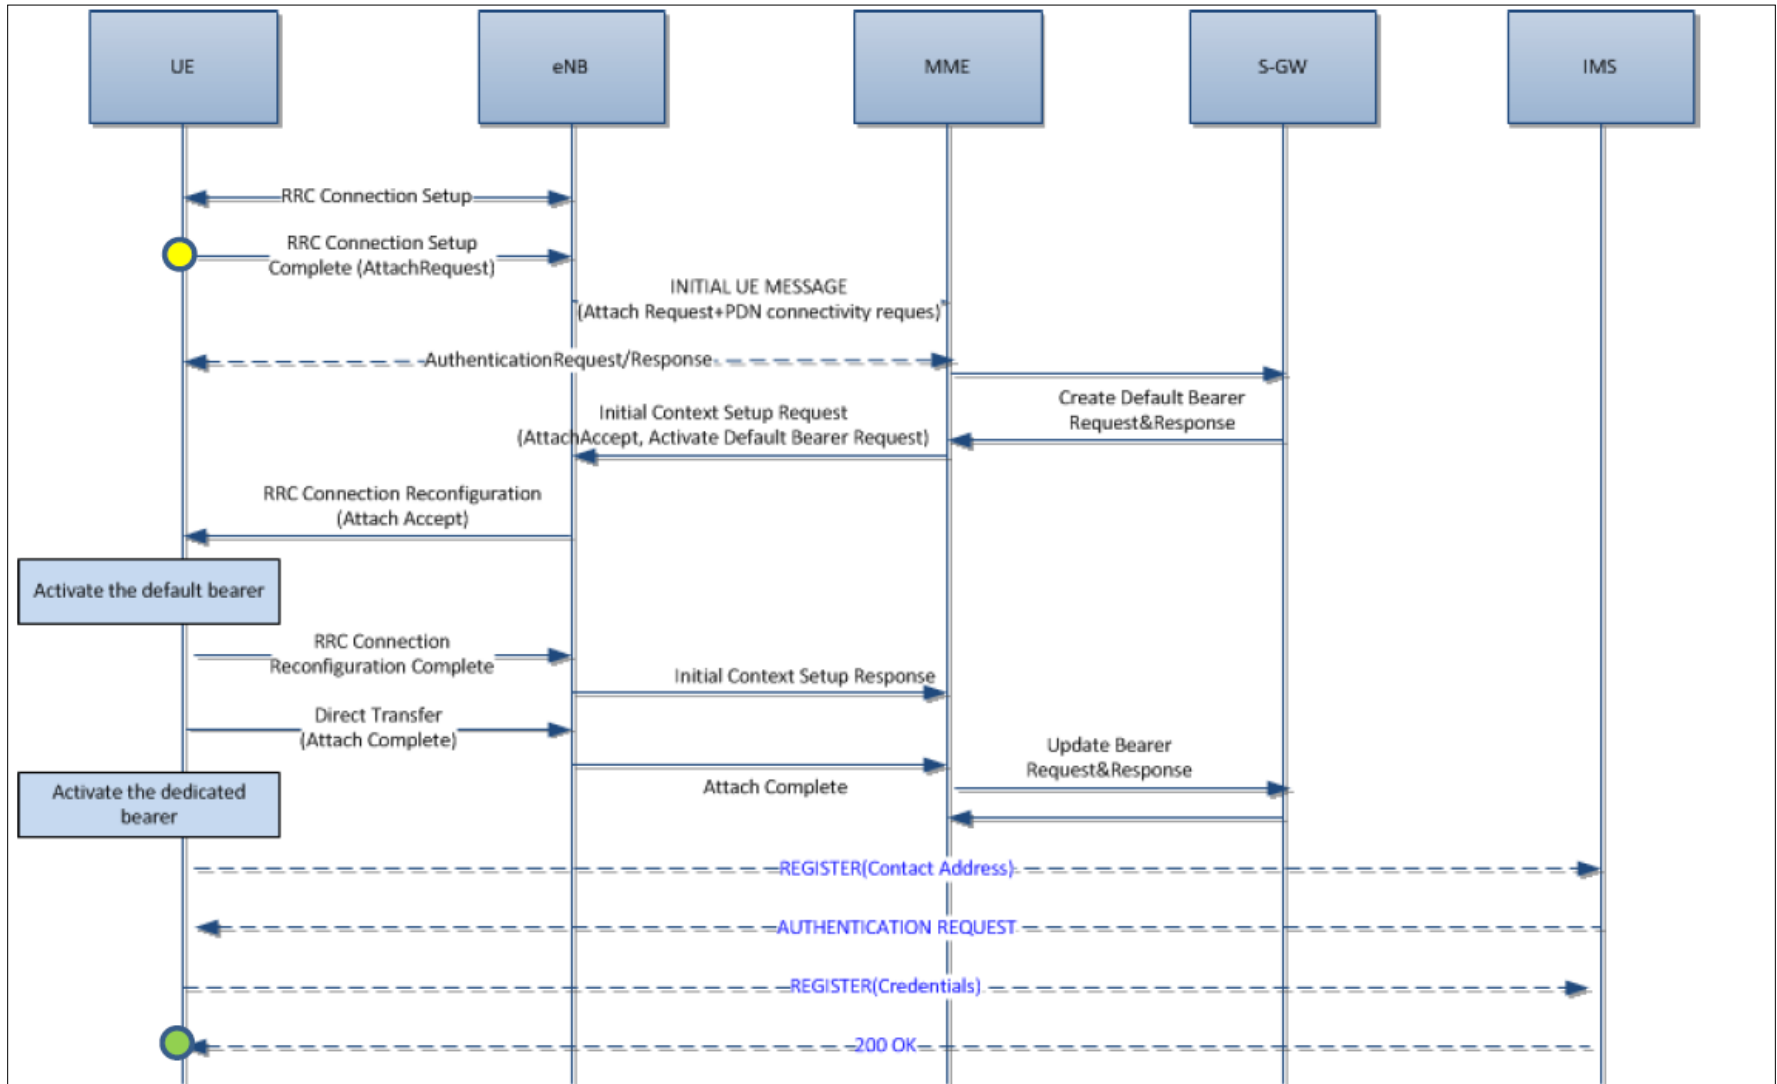 UE
eNB
MME
S-GW
IMS
RRC Connection Setup
RRC Connection Setup
Complete (AttachRequest)
INITIAL UE MESSAGE
(Attach Request+PDN connectivity reques)
AuthenticationRequest/Response
Create Default Bearer
Request&Response
Initial Context Setup Request
(AttachAccept, Activate Default Bearer Request)
RRC Connection Reconfiguration
(Attach Accept)
Activate the default bearer
RRC Connection
Reconfiguration Complete
Initial Context Setup Response
Direct Transfer
(Attach Complete)
Update Bearer
Request&Response
Attach Complete
Activate the dedicated
bearer
REGISTER(Contact Address)
AUTHENTICATION REQUEST
REGISTER(Credentials)
200 OK